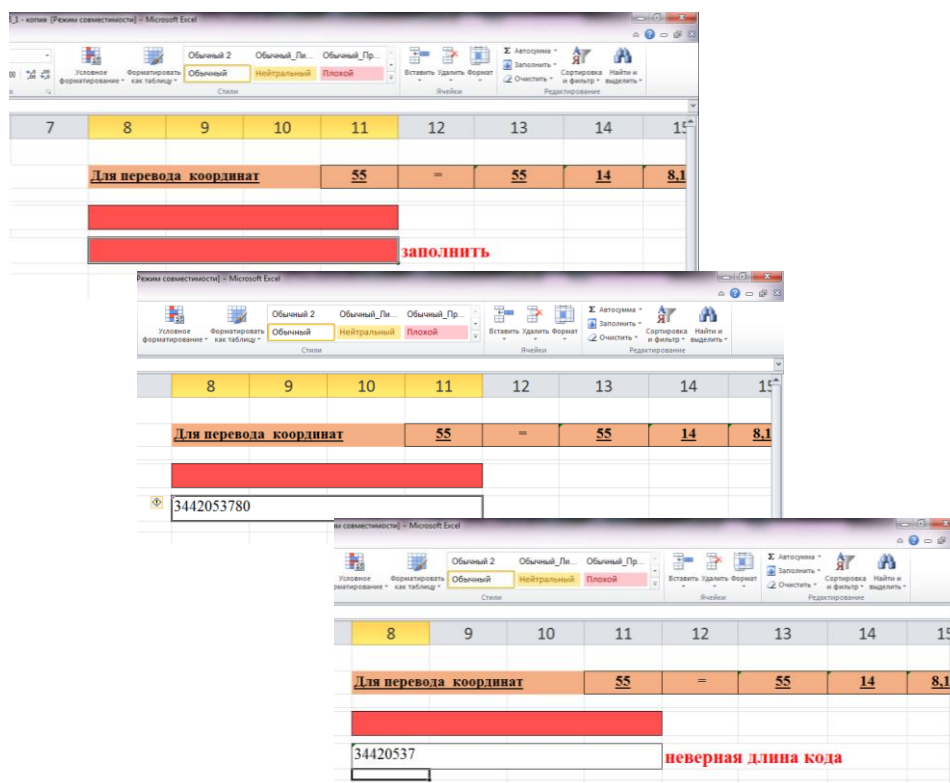 5_1 - копия [Режим совместимости] – Microsoft Excel
Обычный 2 Обычный_Ли... Обычный_Пр...
Условное форматирование Форматировать как таблицу Обычный Нейтральный Плохой
Вставить Удалить Формат
Σ Автосумма
Заполнить
Очистить
Сортировка и фильтр Найти и выделить
Стили Ячейки Редактирование
7 8 9 10 11 12 13 14 15
Для перевода координат 55 = 55 14 8,1
заполнить
[Режим совместимости] – Microsoft Excel
Обычный 2 Обычный_Ли... Обычный_Пр...
Условное форматирование Форматировать как таблицу Обычный Нейтральный Плохой
Вставить Удалить Формат
Σ Автосумма
Заполнить
Очистить
Сортировка и фильтр Найти и выделить
Стили Ячейки Редактирование
8 9 10 11 12 13 14 15
Для перевода координат 55 = 55 14 8,1
3442053780
совместимости] – Microsoft Excel
Обычный 2 Обычный_Ли... Обычный_Пр...
Условное форматирование Форматировать как таблицу Обычный Нейтральный Плохой
Вставить Удалить Формат
Σ Автосумма
Заполнить
Очистить
Сортировка и фильтр Найти и выделить
Стили Ячейки Редактирование
8 9 10 11 12 13 14 15
Для перевода координат 55 = 55 14 8,1
34420537 неверная длина кода